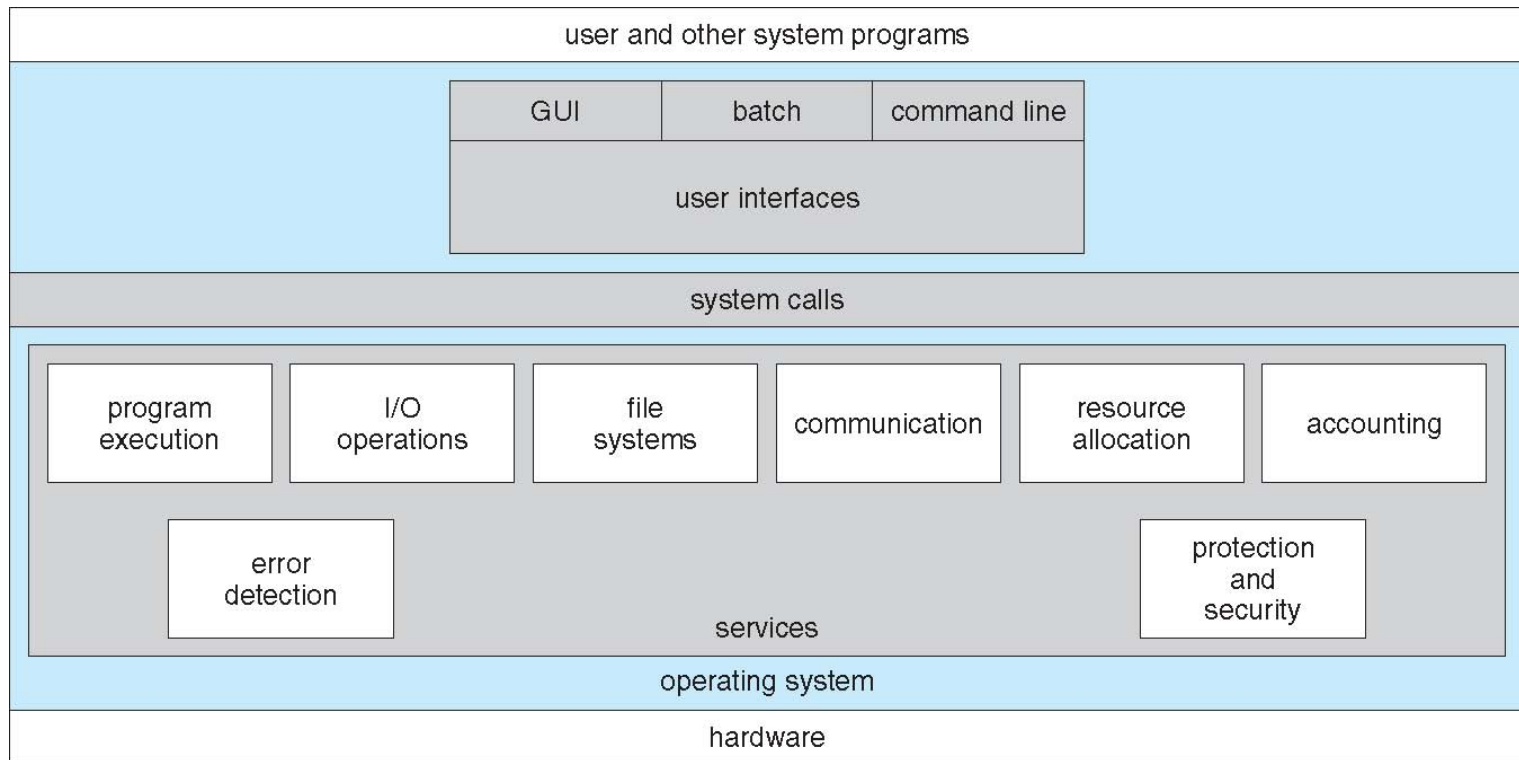 user and other system programs
GUI
batch
command line
user interfaces
system calls
program
execution
I/O
operations
file
systems
communication
resource
allocation
accounting
error
detection
protection
and
security
services
operating system
hardware